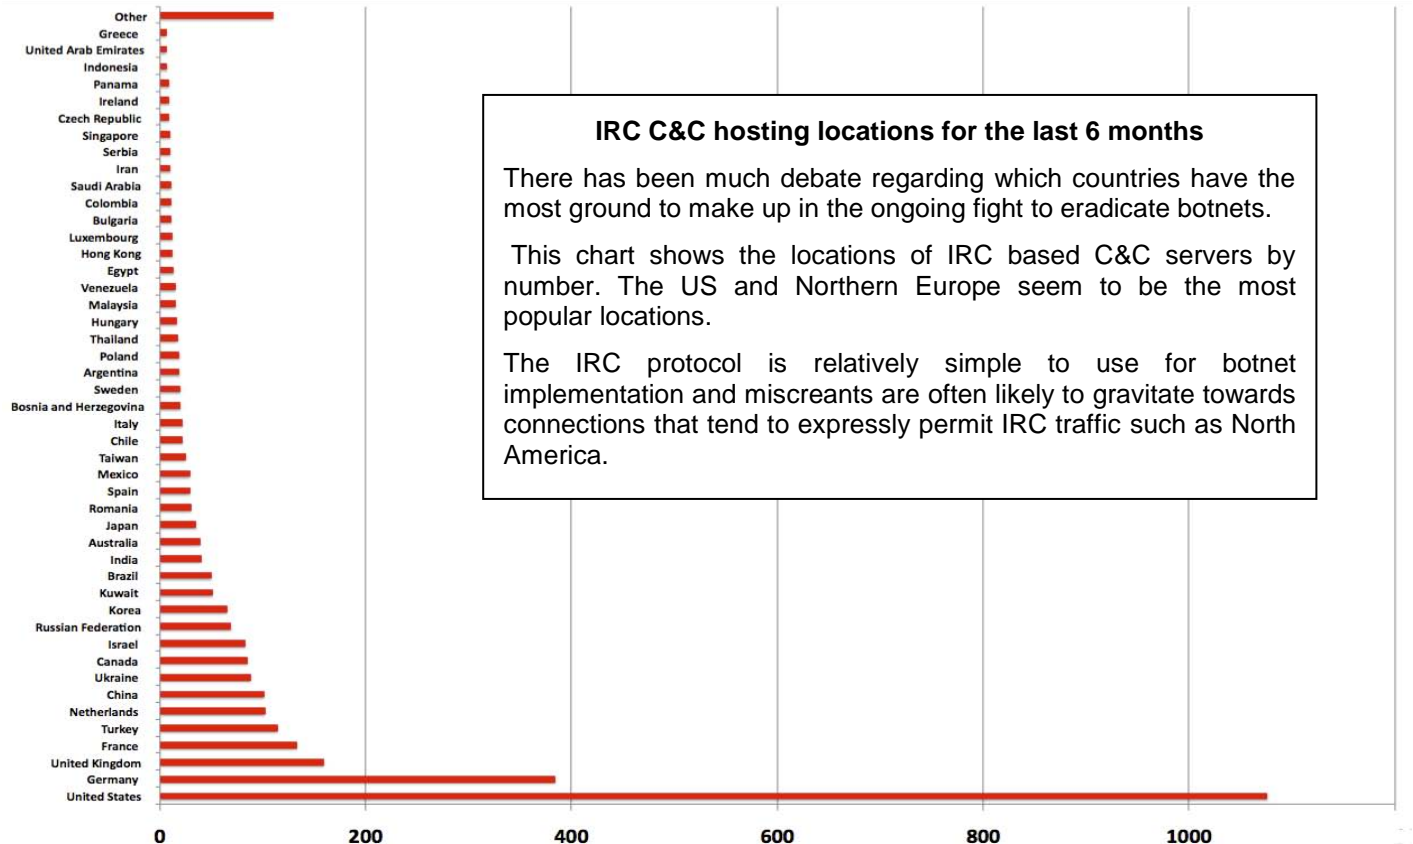 Other
Greece
United Arab Emirates
Indonesia
Panama
Ireland
Czech Republic
Singapore
Serbia
Iran
Saudi Arabia
Colombia
Bulgaria
Luxembourg
Hong Kong
Egypt
Venezuela
Malaysia
Hungary
Thailand
Poland
Argentina
Sweden
Bosnia and Herzegovina
Italy
Chile
Taiwan
Mexico
Spain
Romania
Japan
Australia
India
Brazil
Kuwait
Korea
Russian Federation
Israel
Canada
Ukraine
China
Netherlands
Turkey
France
United Kingdom
Germany
United States
0 200 400 600 800 1000
IRC C&C hosting locations for the last 6 months
There has been much debate regarding which countries have the
most ground to make up in the ongoing fight to eradicate botnets.
This chart shows the locations of IRC based C&C servers by
number. The US and Northern Europe seem to be the most
popular locations.
The IRC protocol is relatively simple to use for botnet
implementation and miscreants are often likely to gravitate towards
connections that tend to expressly permit IRC traffic such as North
America.